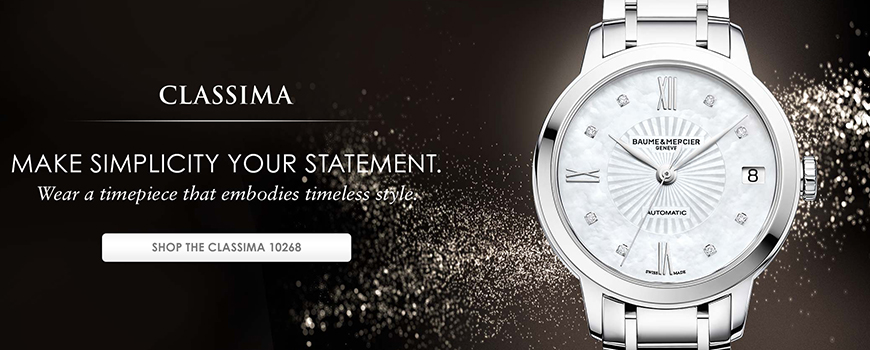 CLASSIMA
MAKE SIMPLICITY YOUR STATEMENT.
Wear a timepiece that embodies timeless style.
SHOP THE CLASSIMA 10268
XII
BAUME & MERCIER
GENEVE
IX
8
AUTOMATIC
VI
SWISS MADE